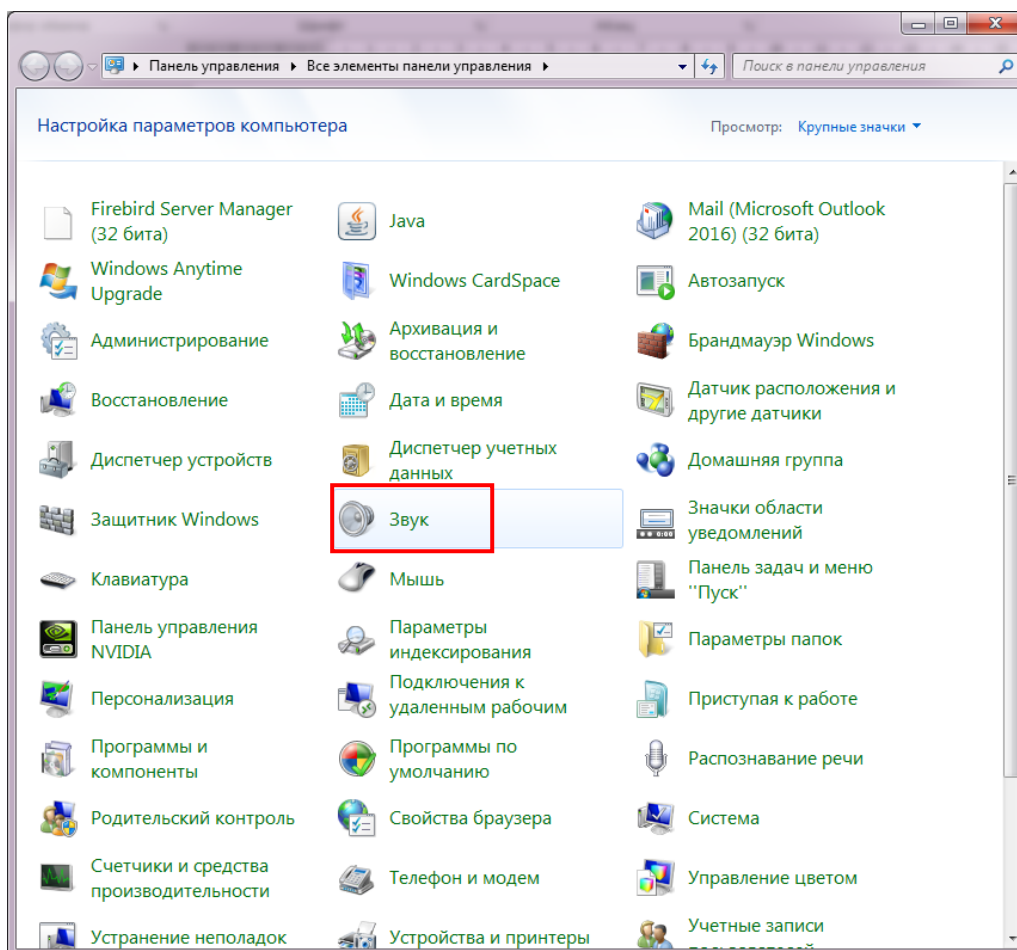 Панель управления ▸ Все элементы панели управления ▸
Поиск в панели управления
Настройка параметров компьютера
Просмотр: Крупные значки
Firebird Server Manager
(32 бита)
Java
Mail (Microsoft Outlook
2016) (32 бита)
Windows Anytime
Upgrade
Windows CardSpace
Автозапуск
Администрирование
Архивация и
восстановление
Брандмауэр Windows
Восстановление
Дата и время
Датчик расположения и
другие датчики
Диспетчер устройств
Диспетчер учетных
данных
Домашняя группа
Защитник Windows
Звук
Значки области
уведомлений
Клавиатура
Мышь
Панель задач и меню
"Пуск"
Панель управления
NVIDIA
Параметры
индексирования
Параметры папок
Персонализация
Подключения к
удаленным рабочим
Приступая к работе
Программы и
компоненты
Программы по
умолчанию
Распознавание речи
Родительский контроль
Свойства браузера
Система
Счетчики и средства
производительности
Телефон и модем
Управление цветом
Устранение неполадок
Устройства и принтеры
Учетные записи